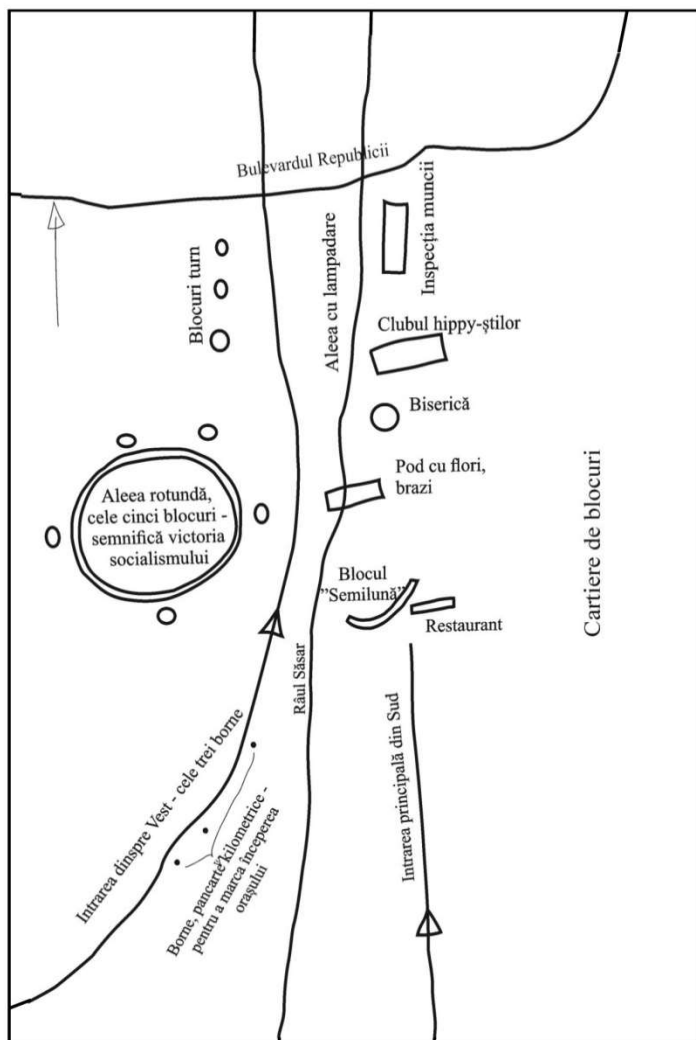 Bulevardul Republicii
Blocuri turn
Aleea cu lampadare
Inspecția muncii
Clubul hippy-știlor
Biserică
Pod cu flori,
brazi
Aleea rotundă,
cele cinci blocuri -
semnifică victoria
socialismului
Blocul
”Semilună”
Restaurant
Cartiere de blocuri
Râul Săsar
Intrarea dinspre Vest - cele trei borne
Borne, pancarte kilometrice -
pentru a marca începerea
orașului
Intrarea principală din Sud